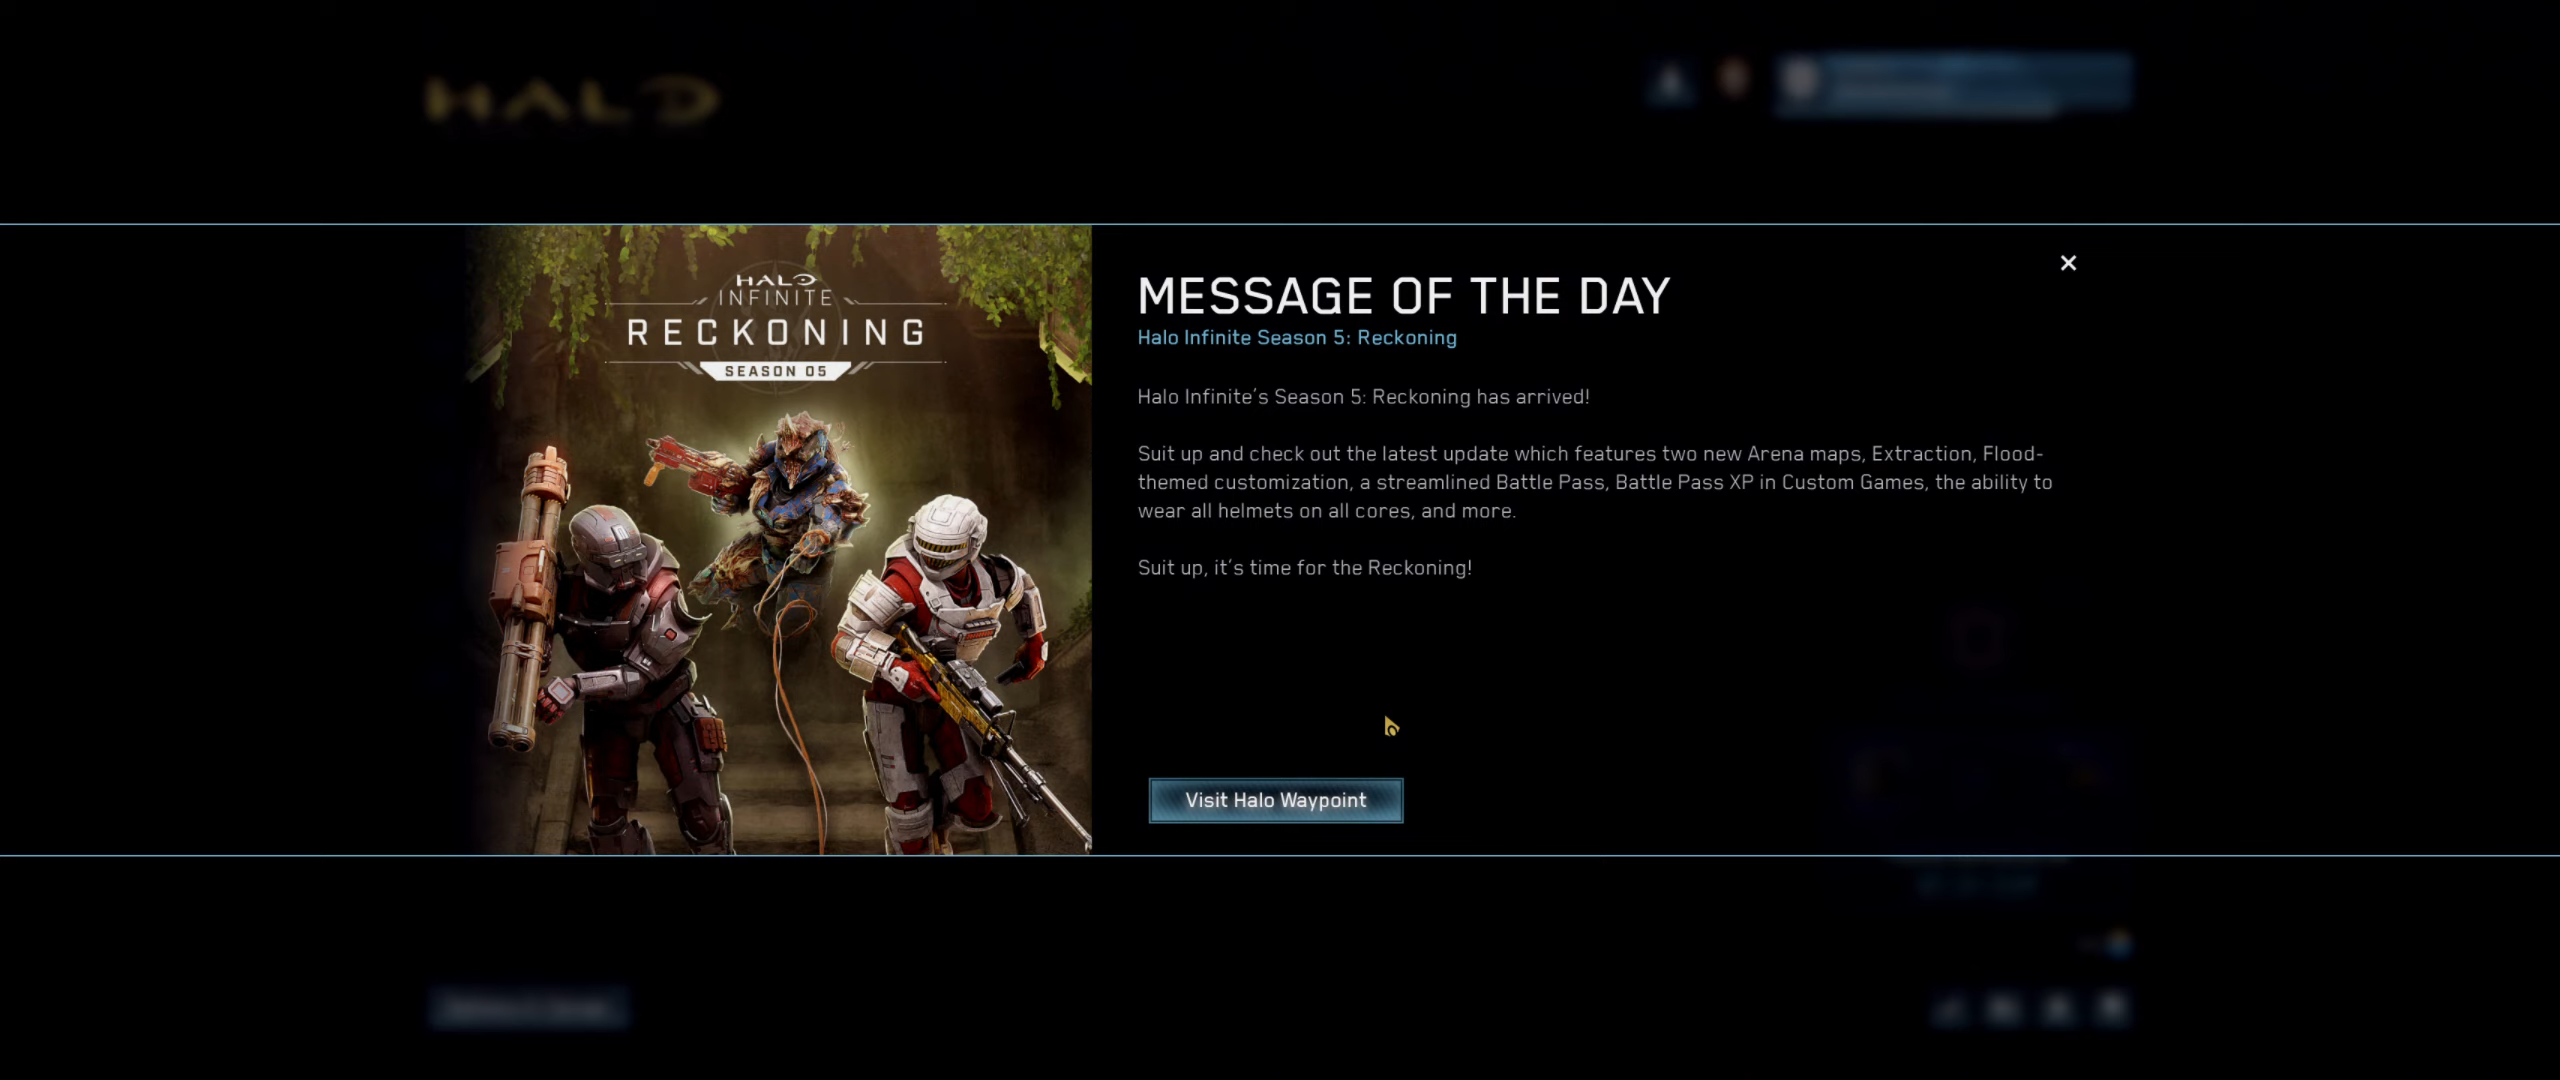 HALO
HALO
INFINITE
RECKONING
SEASON 05
MESSAGE OF THE DAY
Halo Infinite Season 5: Reckoning
Halo Infinite's Season 5: Reckoning has arrived!
Suit up and check out the latest update which features two new Arena maps, Extraction, Flood-
themed customization, a streamlined Battle Pass, Battle Pass XP in Custom Games, the ability to
wear all helmets on all cores, and more.
Suit up, it's time for the Reckoning!
Visit Halo Waypoint